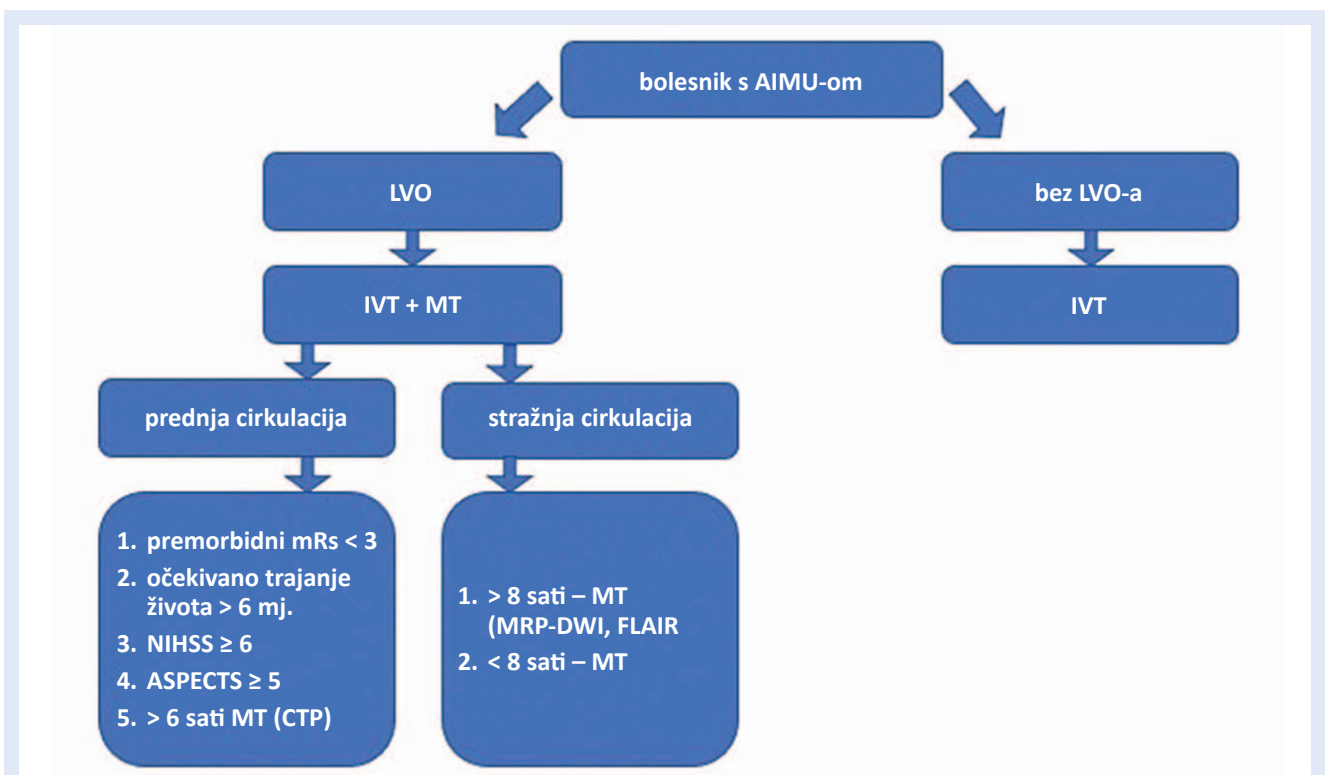 bolesnik s AIMU-om
LVO
bez LVO-a
IVT + MT
IVT
prednja cirkulacija
stražnja cirkulacija
1. premorbidni mRs < 3
2. očekivano trajanje
života > 6 mj.
3. NIHSS ≥ 6
4. ASPECTS ≥ 5
5. > 6 sati MT (CTP)
1. > 8 sati – MT
(MRP-DWI, FLAIR
2. < 8 sati – MT